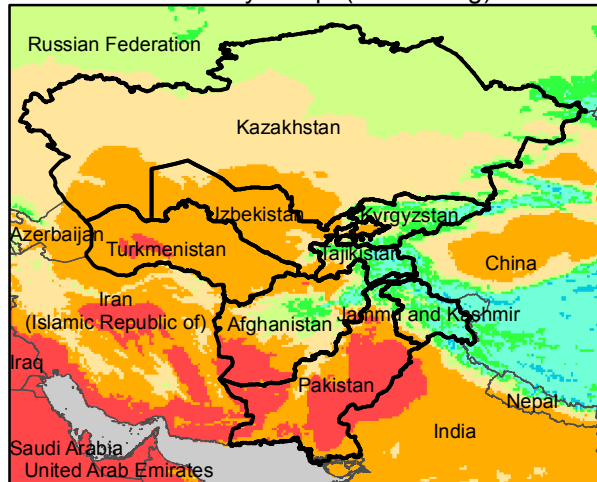 Russian Federation
Kazakhstan
Uzbekistan
Kyrgyzstan
Azerbaijan
Turkmenistan
Tajikistan
China
Iran
(Islamic Republic of)
Afghanistan
Jammu and Kashmir
Iraq
Pakistan
Nepal
India
Saudi Arabia
United Arab Emirates